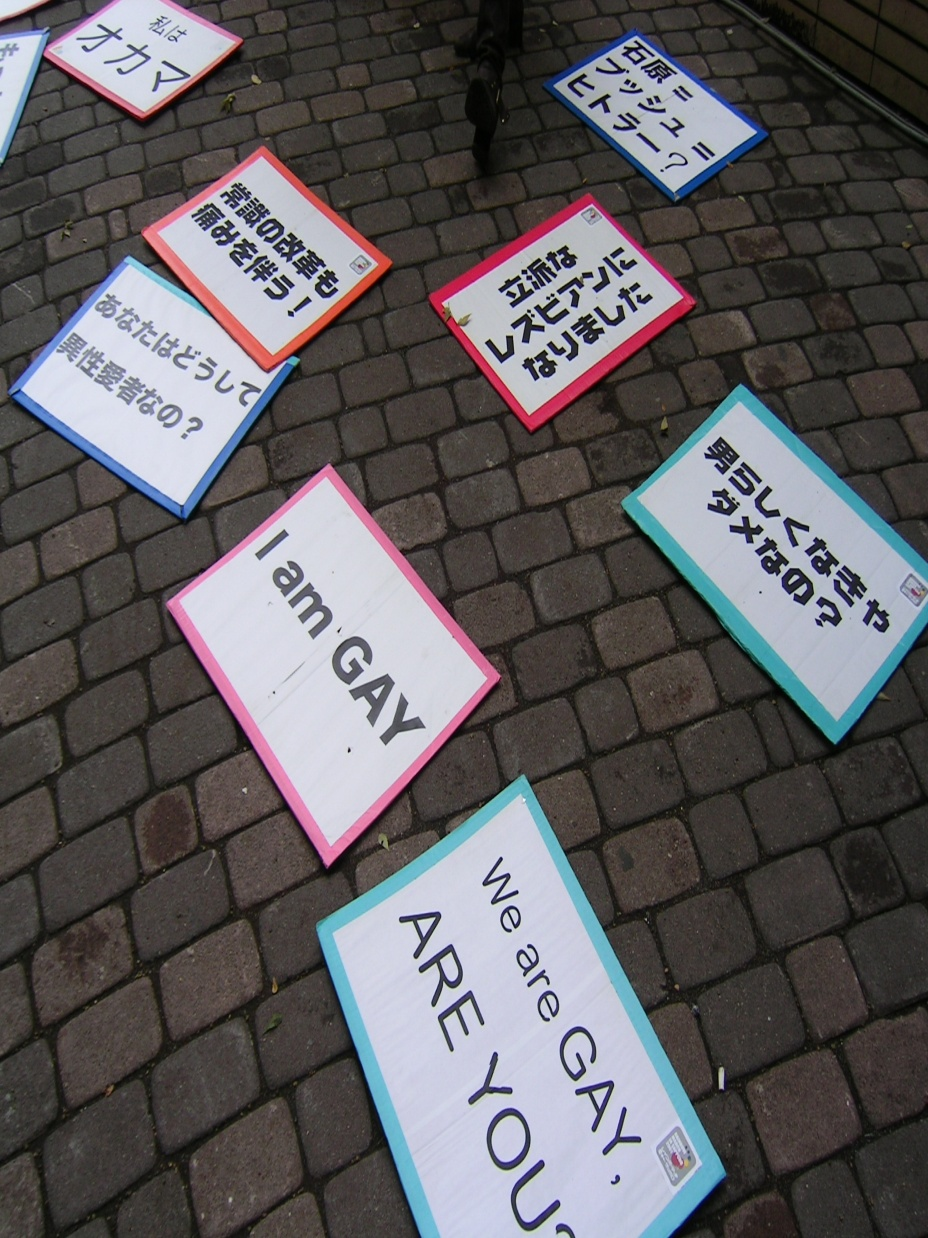 私は
オカマ
石原=
ブッシュ=
ヒトラー?
常識の改革も
痛みを伴う!
立派な
レズビアンに
なりました
あなたはどうして
異性愛者なの?
男らしくなきゃ
ダメなの?
I am GAY
We are GAY,
ARE YOU?